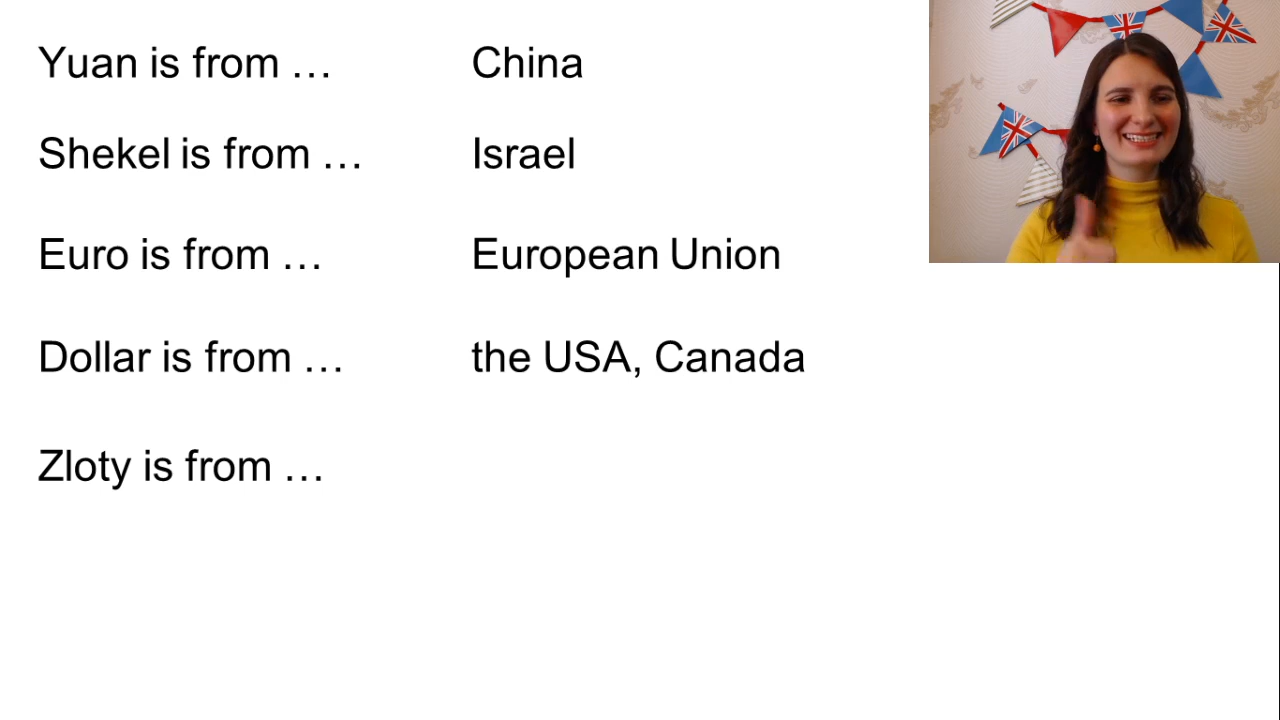 Yuan is from … China
Shekel is from … Israel
Euro is from … European Union
Dollar is from … the USA, Canada
Zloty is from …